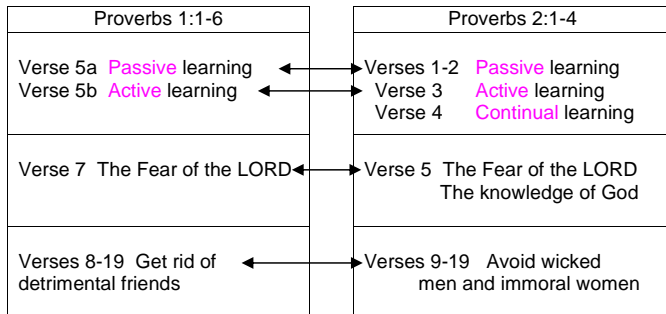 Proverbs 1:1-6
Verse 5a Passive learning
Verse 5b Active learning
Verse 7 The Fear of the LORD
Verses 8-19 Get rid of
detrimental friends
Proverbs 2:1-4
Verses 1-2 Passive learning
Verse 3 Active learning
Verse 4 Continual learning
Verse 5 The Fear of the LORD
The knowledge of God
Verses 9-19 Avoid wicked
men and immoral women